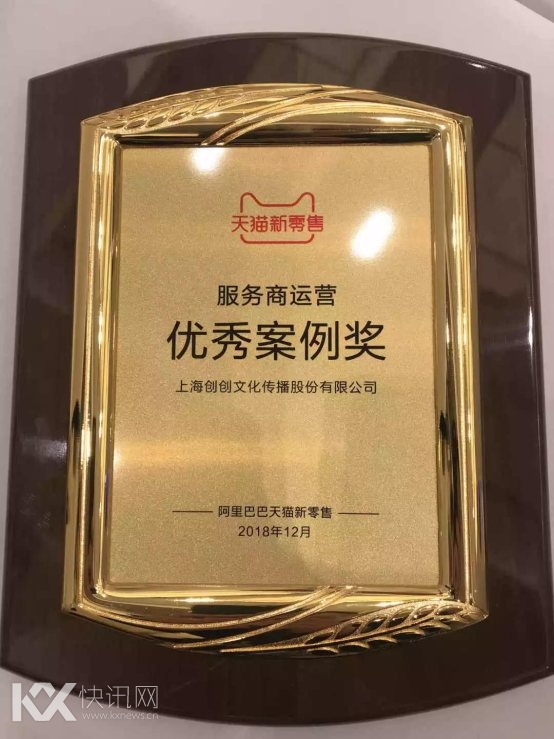 天猫新零售
服务商运营
优秀案例奖
上海创创文化传播股份有限公司
阿里巴巴天猫新零售
2018年12月
KX快讯网
www.kxnews.cn